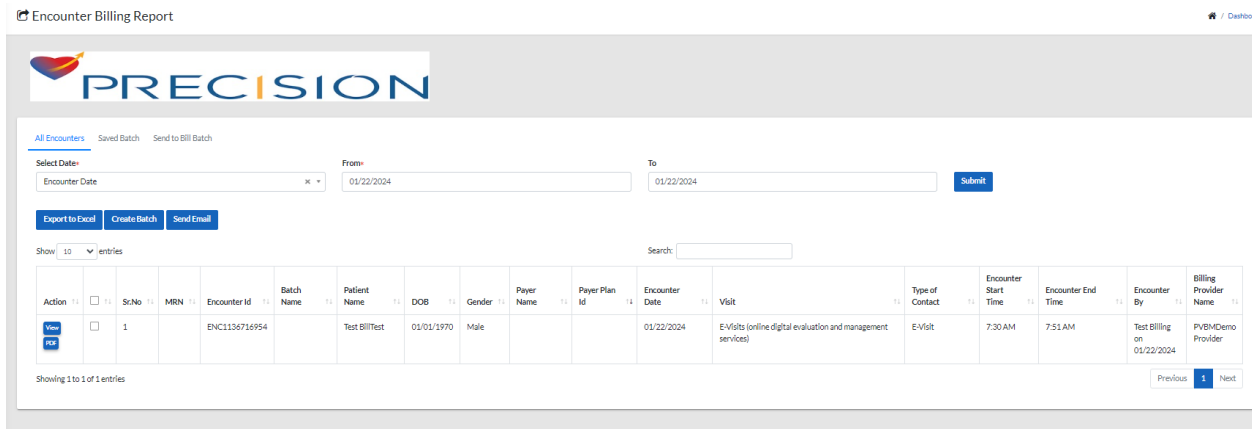 Encounter Billing Report
/ Dashbo
PRECISION
All Encounters Saved Batch Send to Bill Batch
Select Date* From* To
Encounter Date × 01/22/2024 01/22/2024 Submit
Export to Excel Create Batch Send Email
Show 10 entries Search:
Action Sr.No MRN Encounter Id Batch Name Patient Name DOB Gender Payer Name Payer Plan Id Encounter Date Visit Type of Contact Encounter Start Time Encounter End Time Encounter By Billing Provider Name
View PDF 1 ENC1136716954 Test BillTest 01/01/1970 Male 01/22/2024 E-Visits (online digital evaluation and management services) E-Visit 7:30 AM 7:51 AM Test Billing on 01/22/2024 PVBMDemo Provider
Showing 1 to 1 of 1 entries
Previous 1 Next